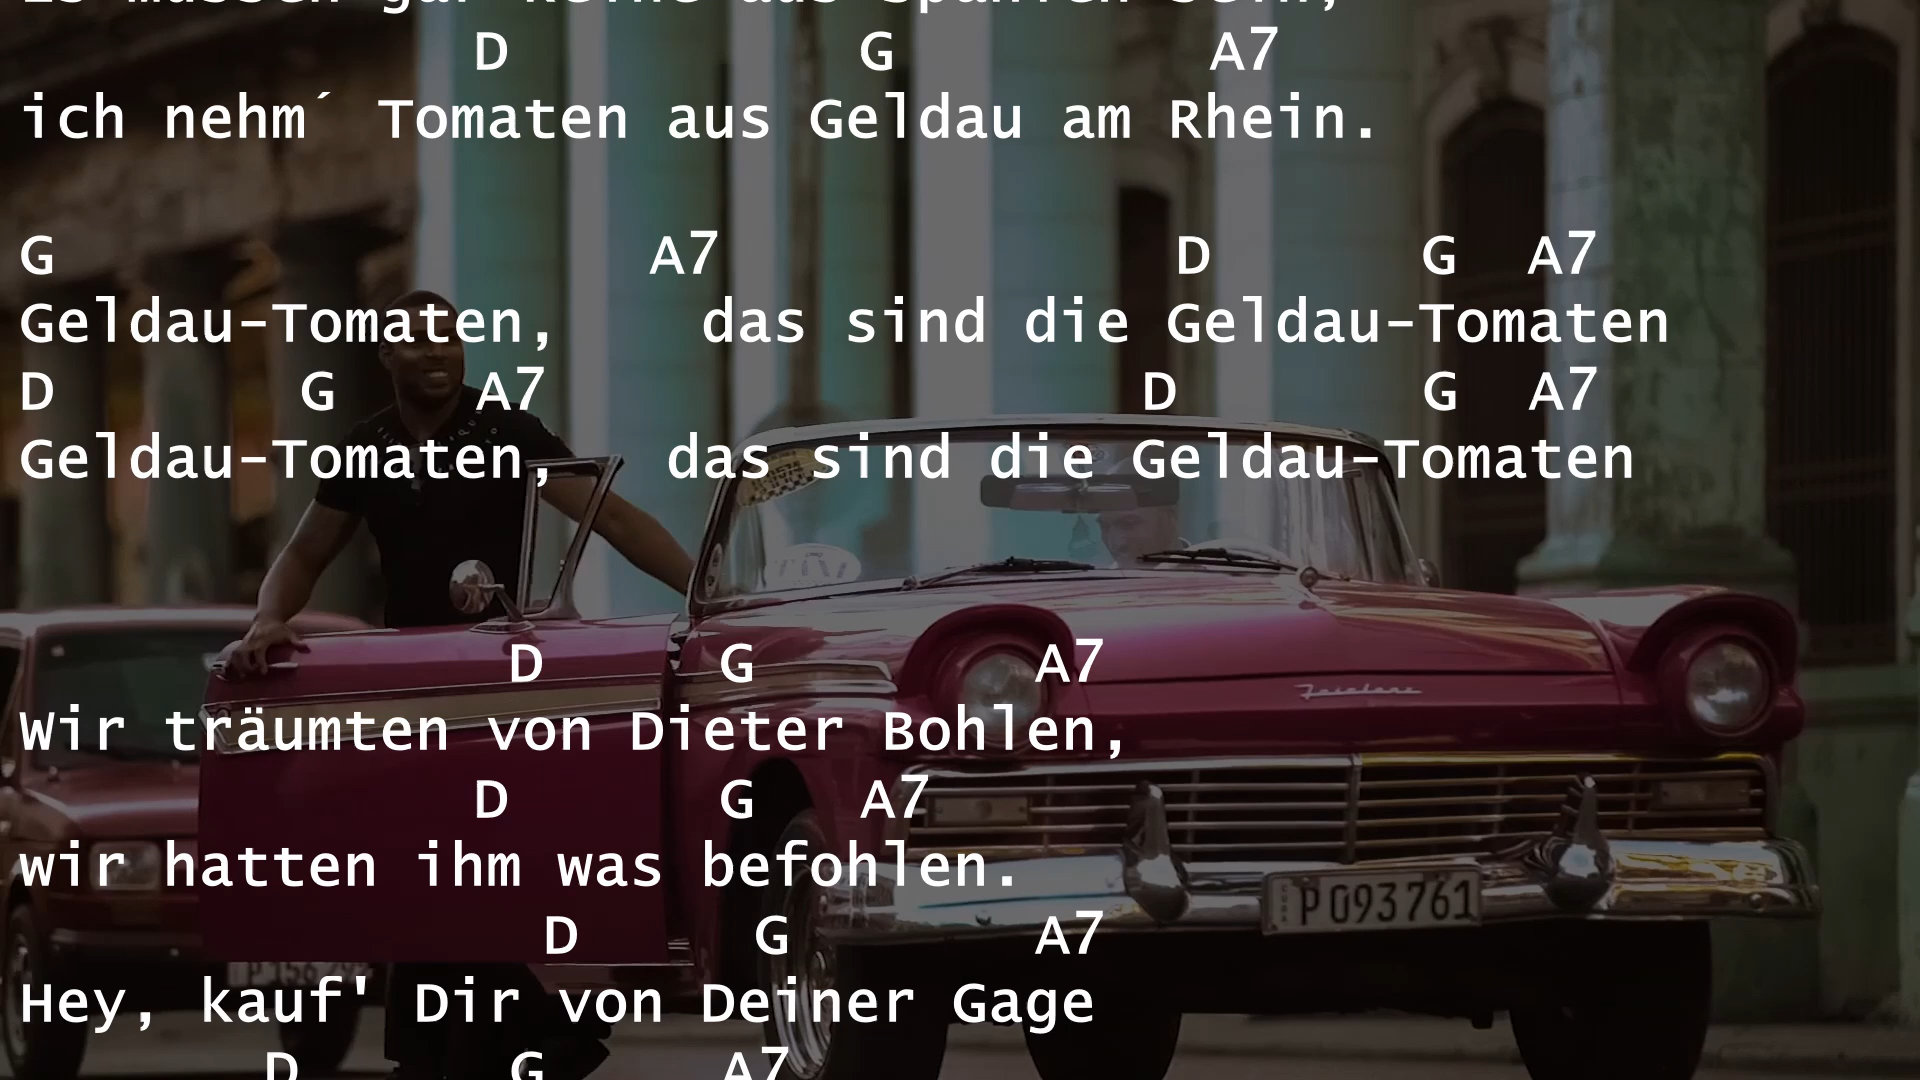 D G A7
ich nehm´ Tomaten aus Geldau am Rhein.
G A7 D G A7
Geldau-Tomaten, das sind die Geldau-Tomaten
D G A7 D G A7
Geldau-Tomaten, das sind die Geldau-Tomaten
D G A7
Wir träumten von Dieter Bohlen,
D G A7
wir hatten ihm was befohlen.
D G A7
Hey, kauf' Dir von Deiner Gage
D G A7
Fairlane
P093761